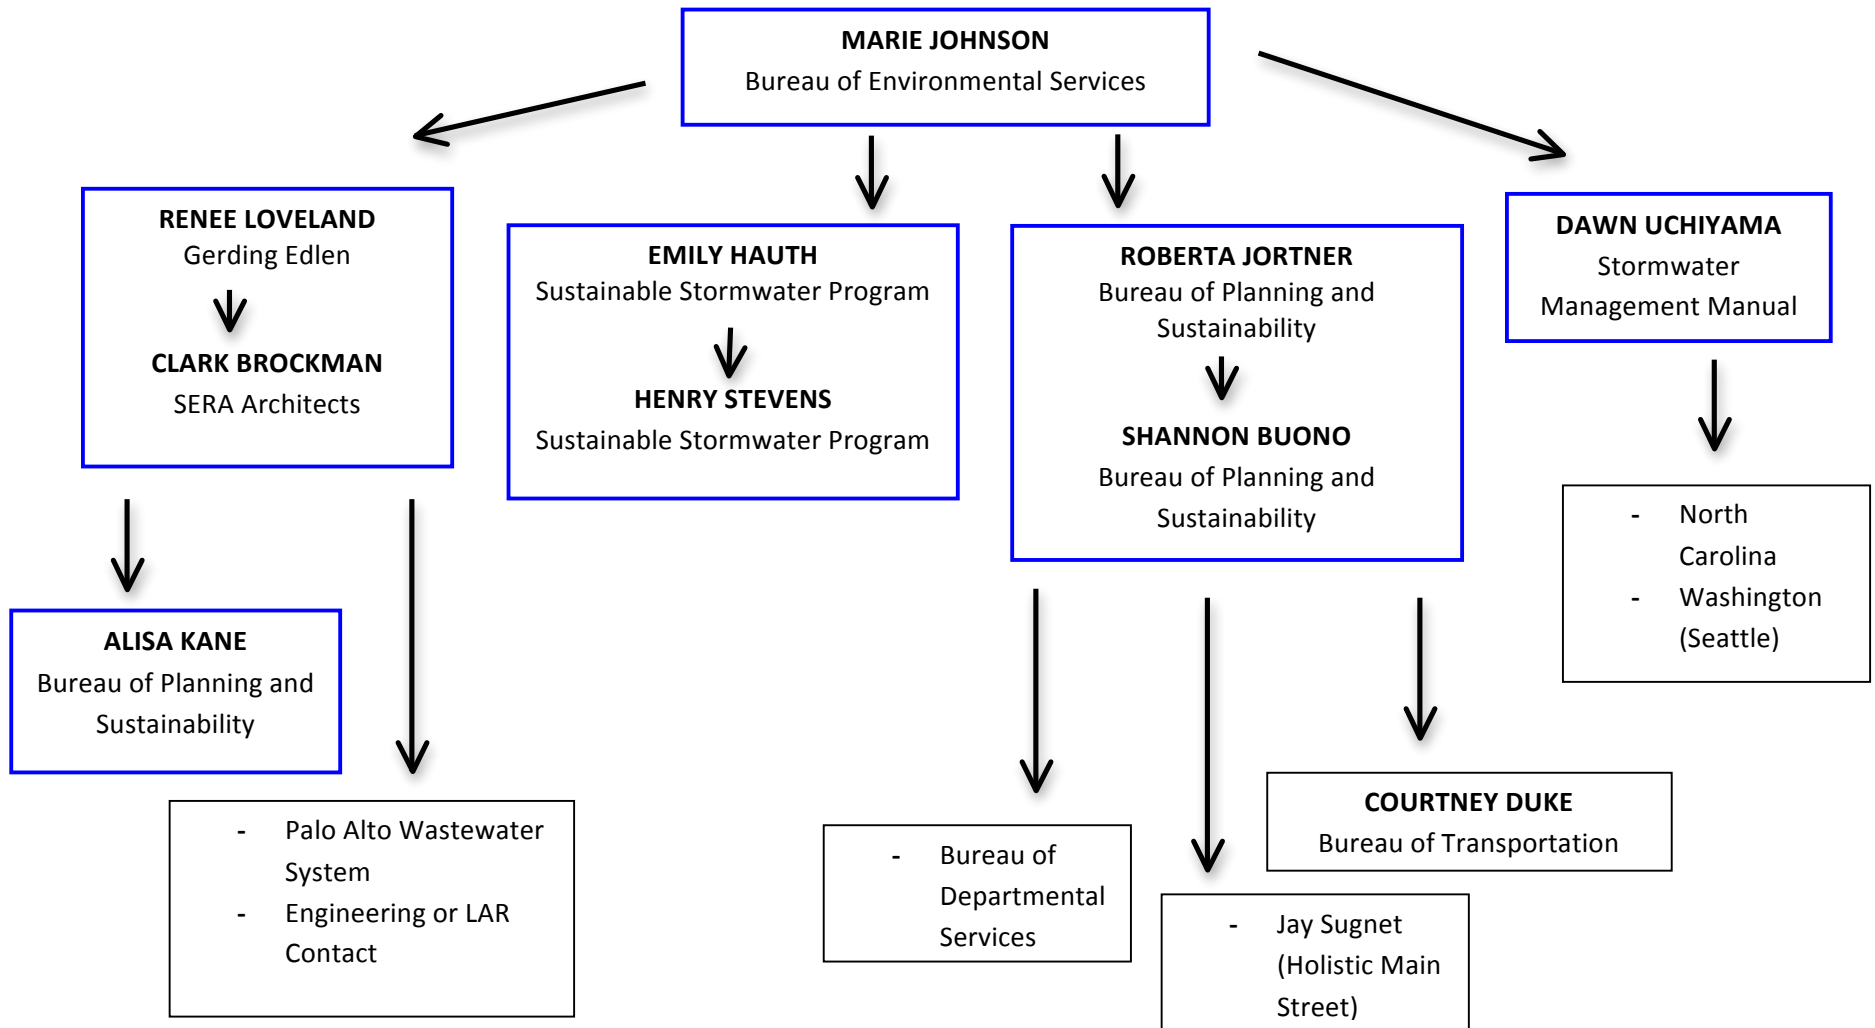 MARIE JOHNSON
Bureau of Environmental Services
RENEE LOVELAND
Gerding Edlen
CLARK BROCKMAN
SERA Architects
EMILY HAUTH
Sustainable Stormwater Program
HENRY STEVENS
Sustainable Stormwater Program
ROBERTA JORTNER
Bureau of Planning and
Sustainability
SHANNON BUONO
Bureau of Planning and
Sustainability
DAWN UCHIYAMA
Stormwater
Management Manual
- North
Carolina
- Washington
(Seattle)
ALISA KANE
Bureau of Planning and
Sustainability
- Palo Alto Wastewater
System
- Engineering or LAR
Contact
- Bureau of
Departmental
Services
- Jay Sugnet
(Holistic Main
Street)
COURTNEY DUKE
Bureau of Transportation